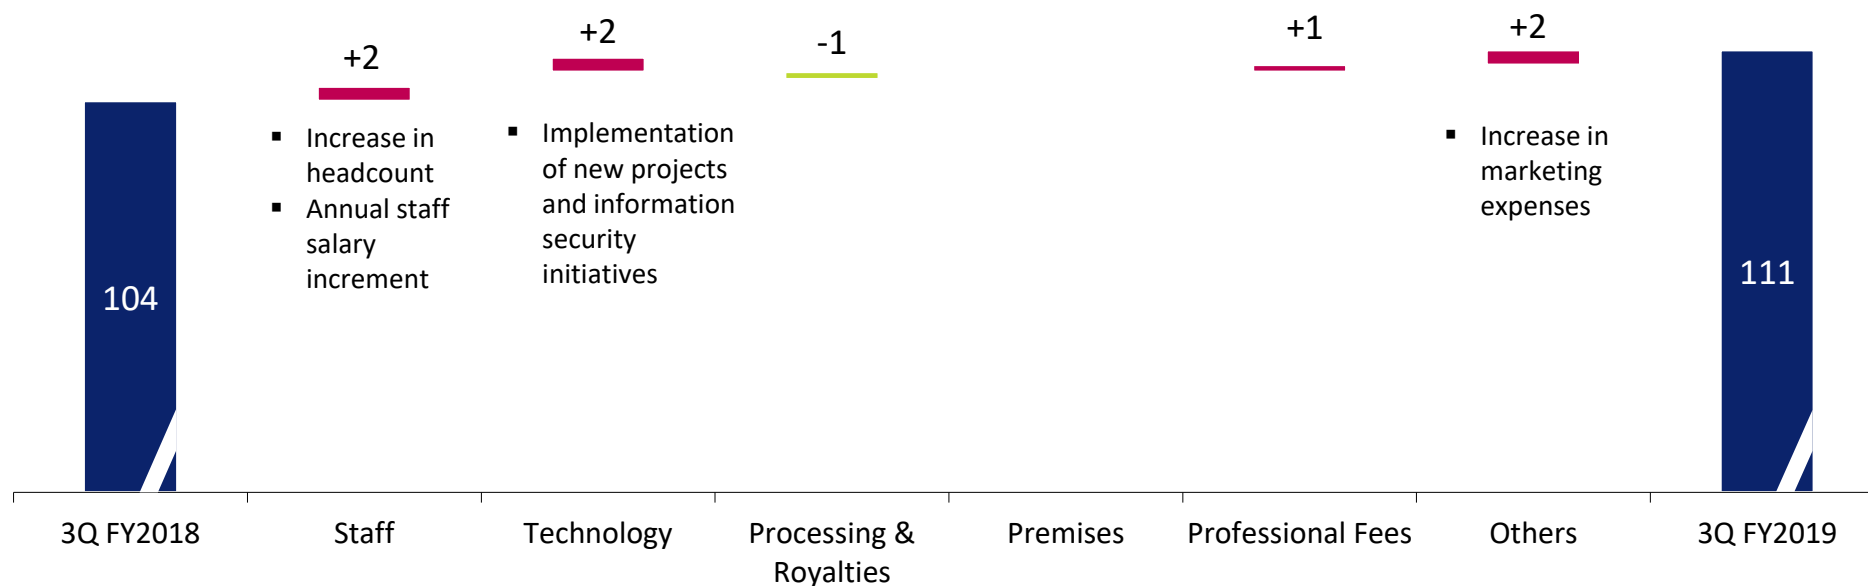 +2
+2
-1
+1
+2
▪ Increase in
headcount
▪ Annual staff
salary
increment
▪ Implementation
of new projects
and information
security
initiatives
▪ Increase in
marketing
expenses
104
111
3Q FY2018
Staff
Technology
Processing &
Royalties
Premises
Professional Fees
Others
3Q FY2019